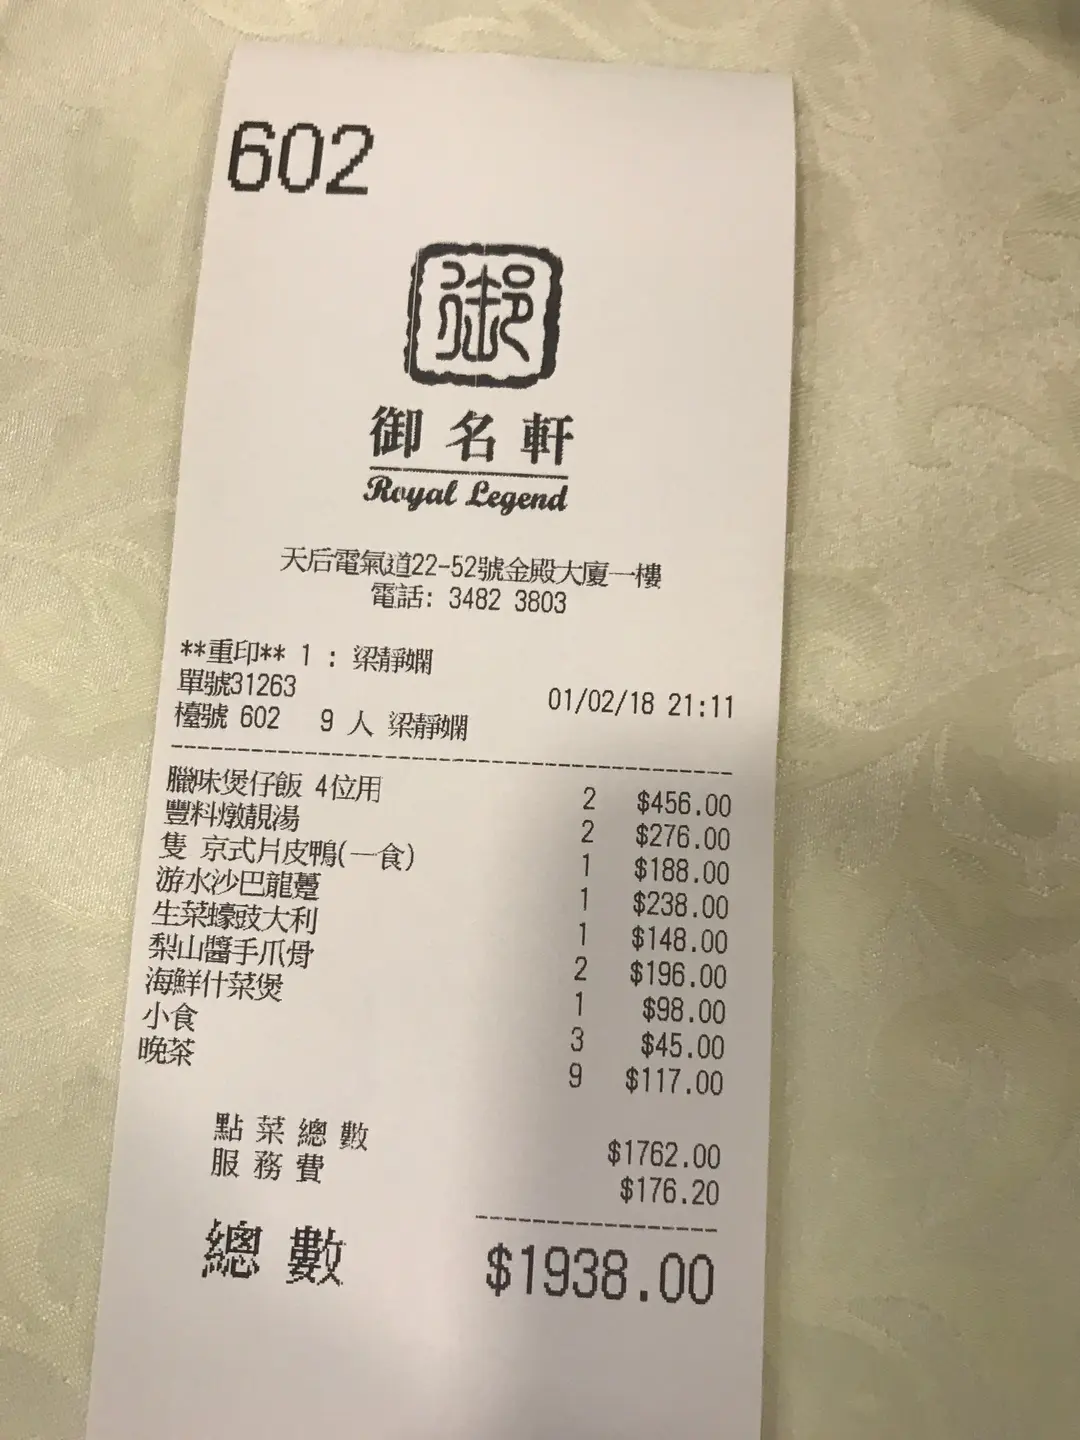 602
御
御名軒
Royal Legend
天后電氣道22-52號金殿大廈一樓
電話: 3482 3803
**重印** 1 : 梁靜嫻
單號31263 01/02/18 21:11
檯號 602 9 人 梁靜嫻
臘味煲仔飯 4位用 2 $456.00
豐料燉靚湯 2 $276.00
隻 京式片皮鴨(一食) 1 $188.00
游水沙巴龍躉 1 $238.00
生菜蠔豉大利 1 $148.00
梨山醬手爪骨 2 $196.00
海鮮什菜煲 1 $98.00
小食 3 $45.00
晚茶 9 $117.00
點菜總數 $1762.00
服務費 $176.20
總數 $1938.00